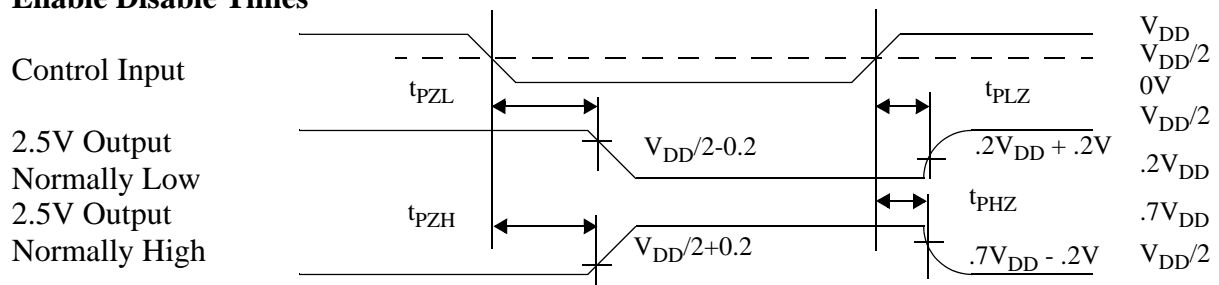 Enable Disable Times
V_DD
Control Input
V_DD/2
0V
t_PZL
t_PLZ
V_DD/2
2.5V Output
Normally Low
V_DD/2-0.2
.2V_DD + .2V
.2V_DD
2.5V Output
Normally High
t_PZH
t_PHZ
.7V_DD
V_DD/2+0.2
.7V_DD - .2V
V_DD/2